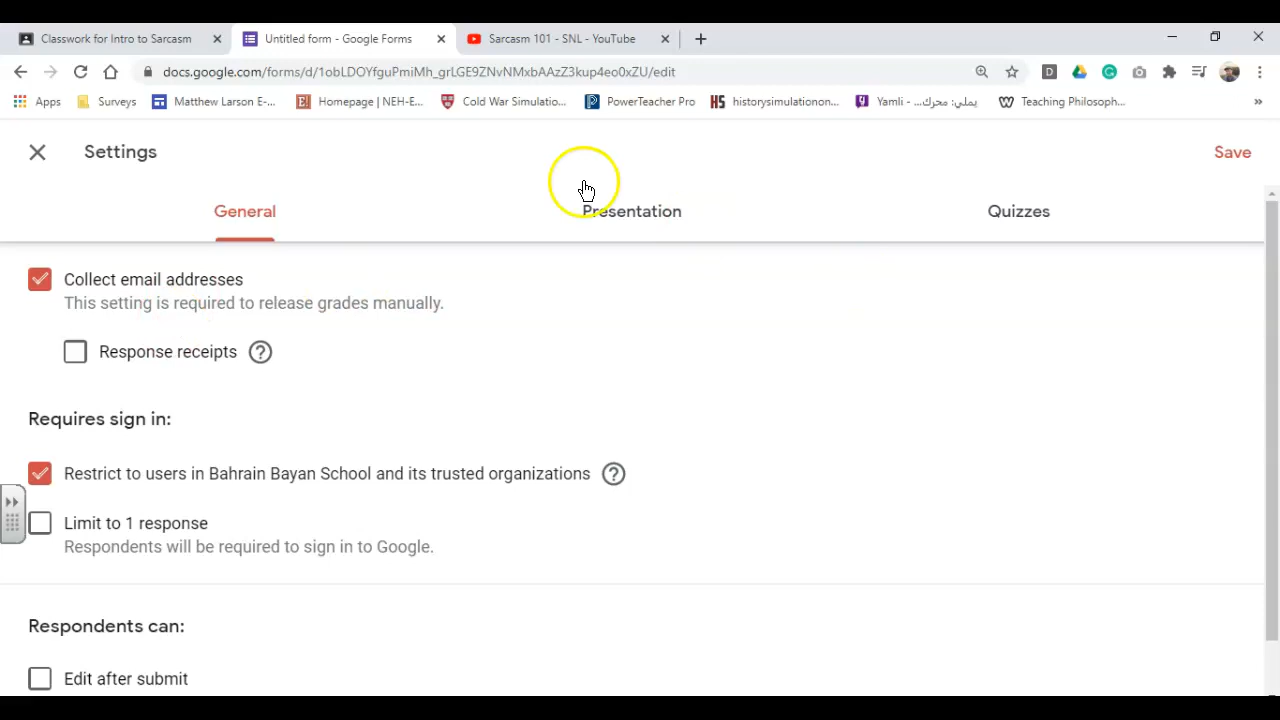 Classwork for Intro to Sarcasm
Untitled form - Google Forms
Sarcasm 101 - SNL - YouTube
docs.google.com/forms/d/1obLDOYfguPmiMh_grLGE9ZNvNMxbAAzZ3kup4eo0xZU/edit
Apps
Surveys
Matthew Larson E-...
Homepage | NEH-E...
Cold War Simulatio...
PowerTeacher Pro
historysimulationon...
يملي: محرك...‎ - Yamli
Teaching Philosoph...
Settings
Save
General
Presentation
Quizzes
Collect email addresses
This setting is required to release grades manually.
Response receipts
Requires sign in:
Restrict to users in Bahrain Bayan School and its trusted organizations
Limit to 1 response
Respondents will be required to sign in to Google.
Respondents can:
Edit after submit